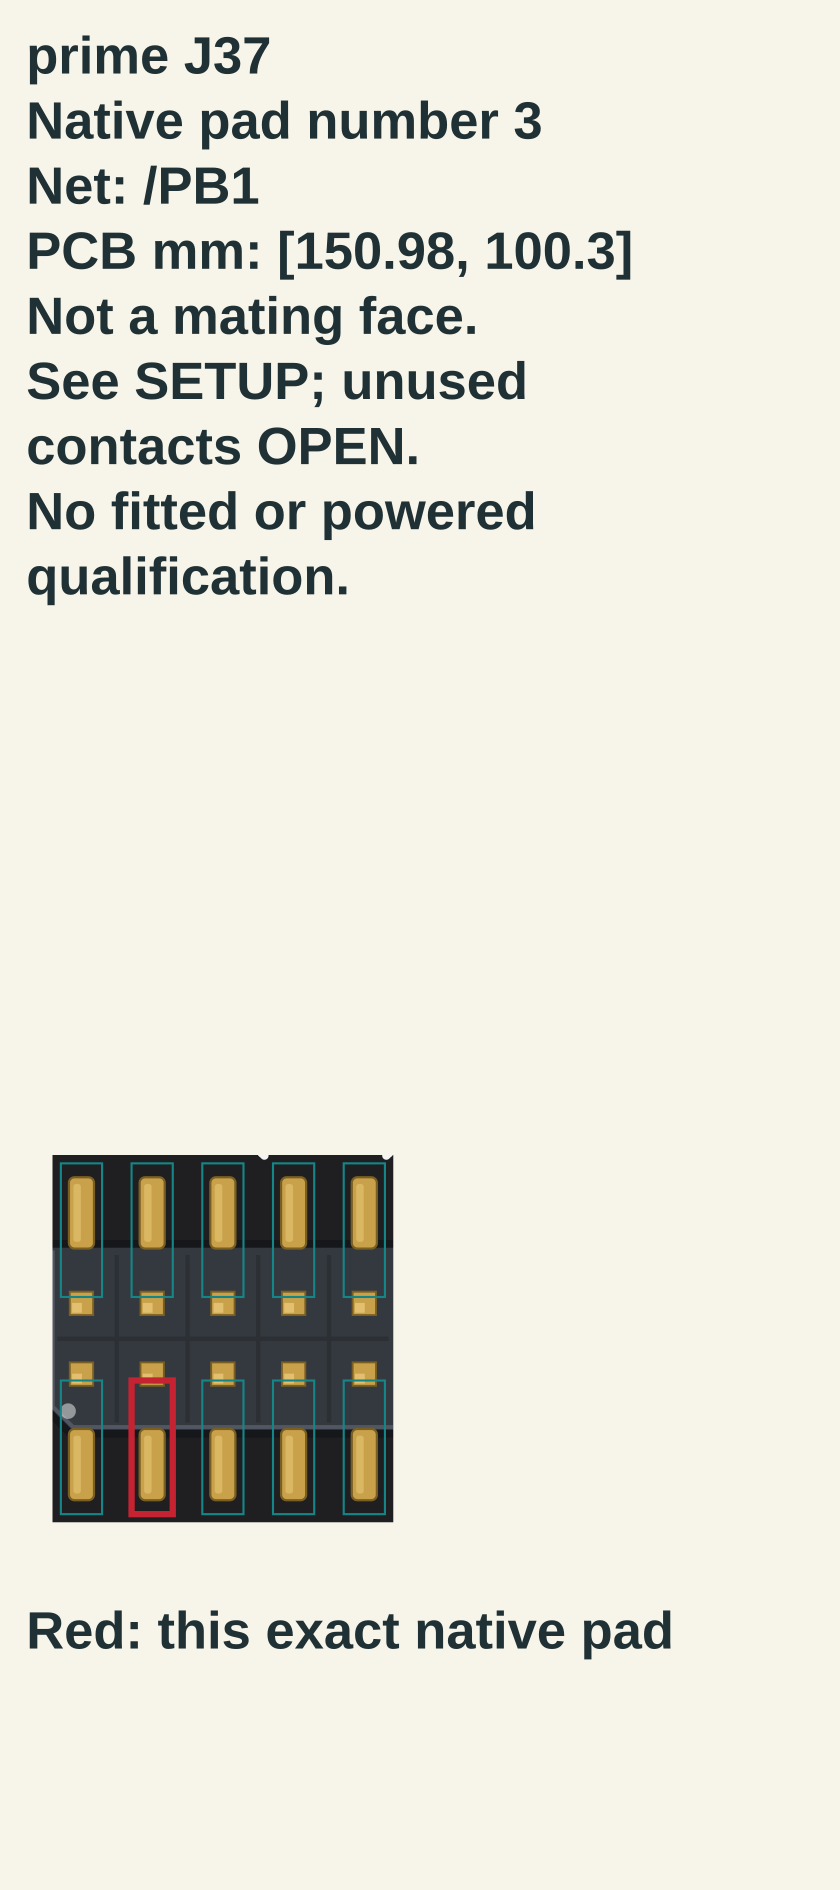 prime J37
Native pad number 3
Net: /PB1
PCB mm: [150.98, 100.3]
Not a mating face.
See SETUP; unused
contacts OPEN.
No fitted or powered
qualification.
Red: this exact native pad